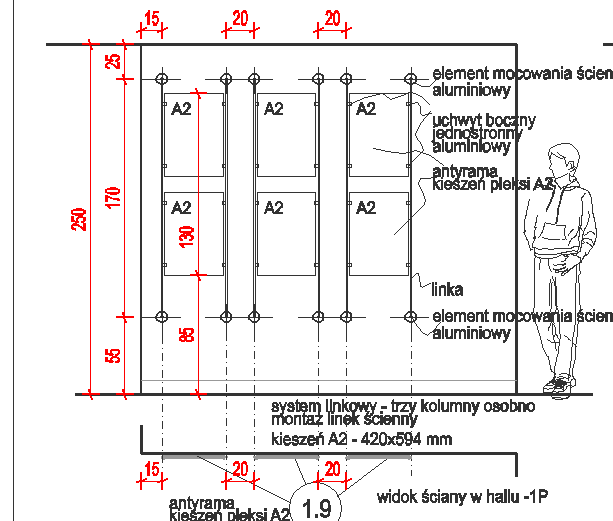 15 20 20
25
element mocowania ścien
aluminiowy
A2 A2 A2
uchwyt boczny
jednostronny
aluminiowy
antyrama
kieszeń pleksi A2
250 170
A2 A2 A2
130
linka
element mocowania ścien
aluminiowy
85
55
system linkowy - trzy kolumny osobno
montaż linek ścienny
kieszeń A2 - 420x594 mm
15 20 20
widok ściany w hallu -1P
antyrama
kieszeń pleksi A2
1.9